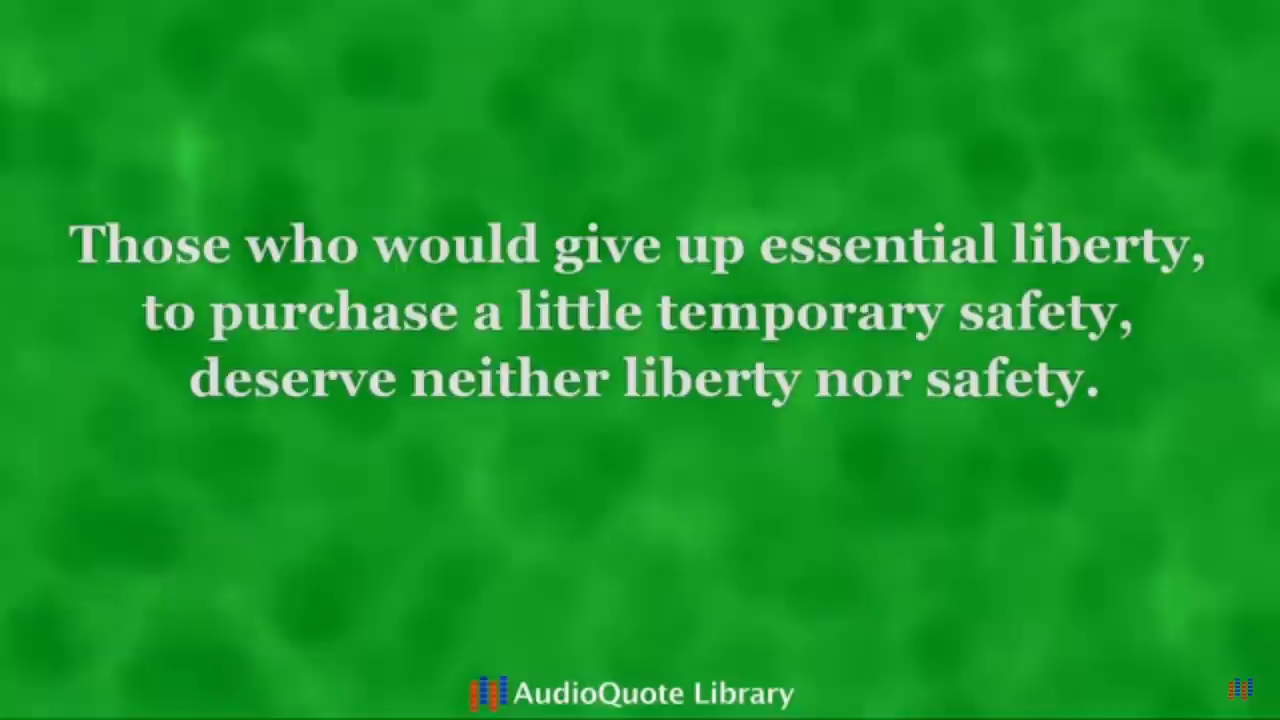 Those who would give up essential liberty,
to purchase a little temporary safety,
deserve neither liberty nor safety.
AudioQuote Library